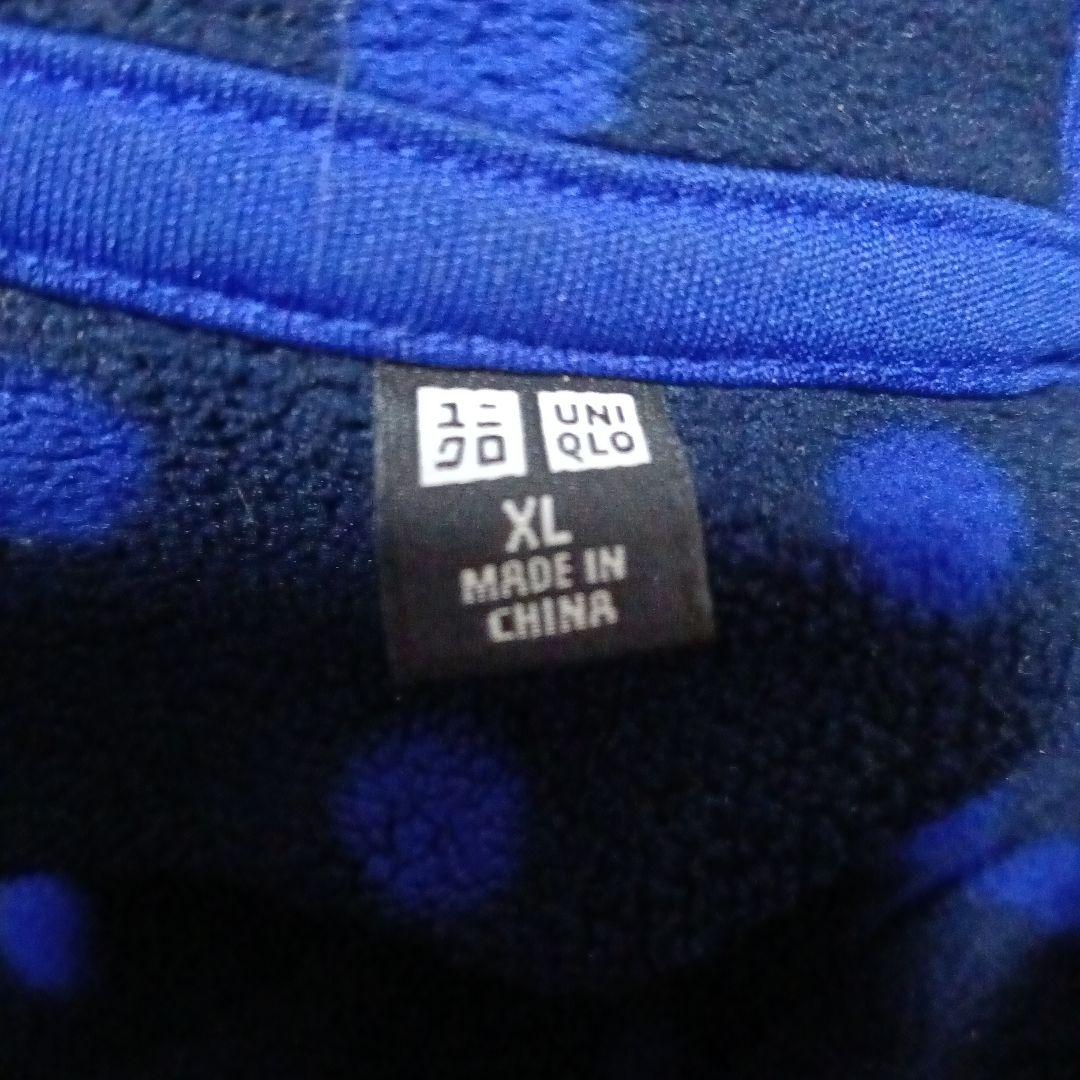 ユニ
クロ
UNI
QLO
XL
MADE IN
CHINA